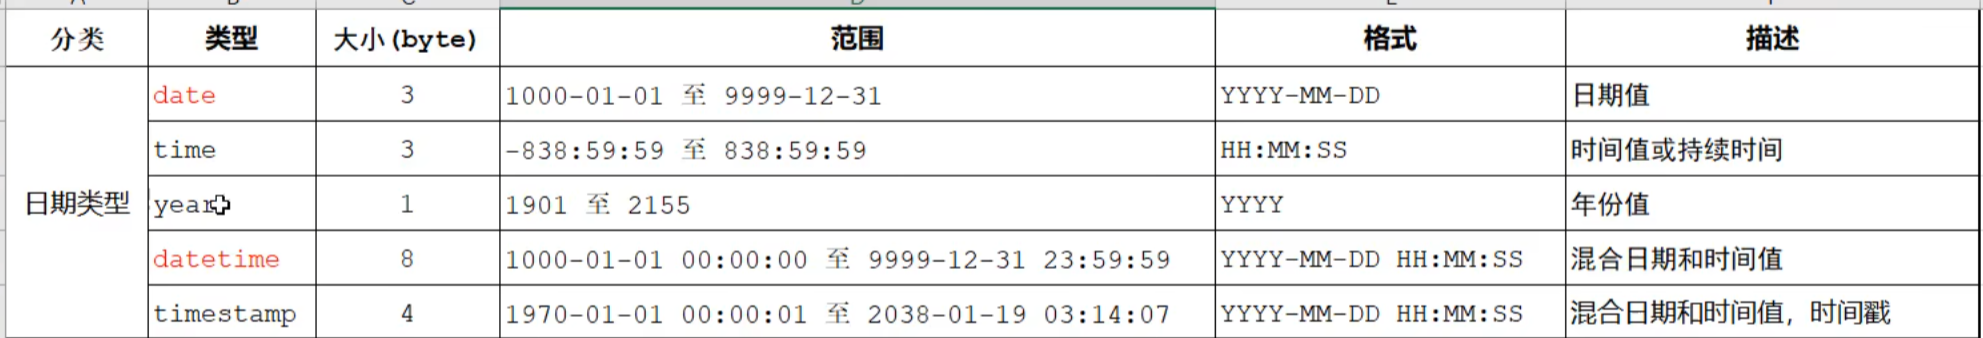 分类 类型 大小(byte) 范围 格式 描述
date 3 1000-01-01 至 9999-12-31 YYYY-MM-DD 日期值
time 3 -838:59:59 至 838:59:59 HH:MM:SS 时间值或持续时间
日期类型 year 1 1901 至 2155 YYYY 年份值
datetime 8 1000-01-01 00:00:00 至 9999-12-31 23:59:59 YYYY-MM-DD HH:MM:SS 混合日期和时间值
timestamp 4 1970-01-01 00:00:01 至 2038-01-19 03:14:07 YYYY-MM-DD HH:MM:SS 混合日期和时间值，时间戳